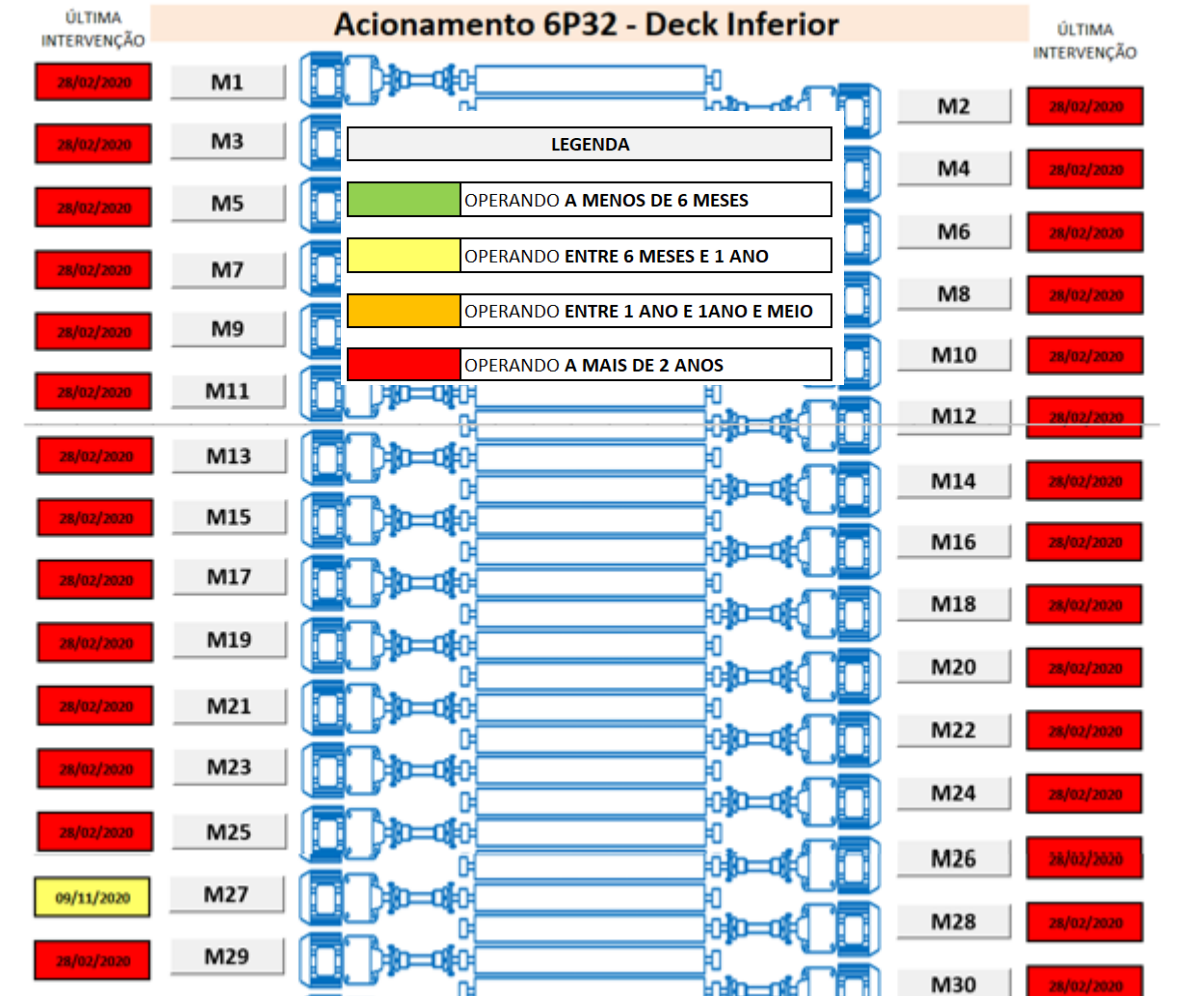 ÚLTIMA
INTERVENÇÃO
Acionamento 6P32 - Deck Inferior
ÚLTIMA
INTERVENÇÃO
28/02/2020 M1
M2 28/02/2020
28/02/2020 M3
M4 28/02/2020
28/02/2020 M5
M6 28/02/2020
28/02/2020 M7
M8 28/02/2020
28/02/2020 M9
M10 28/02/2020
28/02/2020 M11
M12 28/02/2020
LEGENDA
OPERANDO A MENOS DE 6 MESES
OPERANDO ENTRE 6 MESES E 1 ANO
OPERANDO ENTRE 1 ANO E 1ANO E MEIO
OPERANDO A MAIS DE 2 ANOS
28/02/2020 M13
M14 28/02/2020
28/02/2020 M15
M16 28/02/2020
28/02/2020 M17
M18 28/02/2020
28/02/2020 M19
M20 28/02/2020
28/02/2020 M21
M22 28/02/2020
28/02/2020 M23
M24 28/02/2020
28/02/2020 M25
M26 28/02/2020
09/11/2020 M27
M28 28/02/2020
28/02/2020 M29
M30 28/02/2020